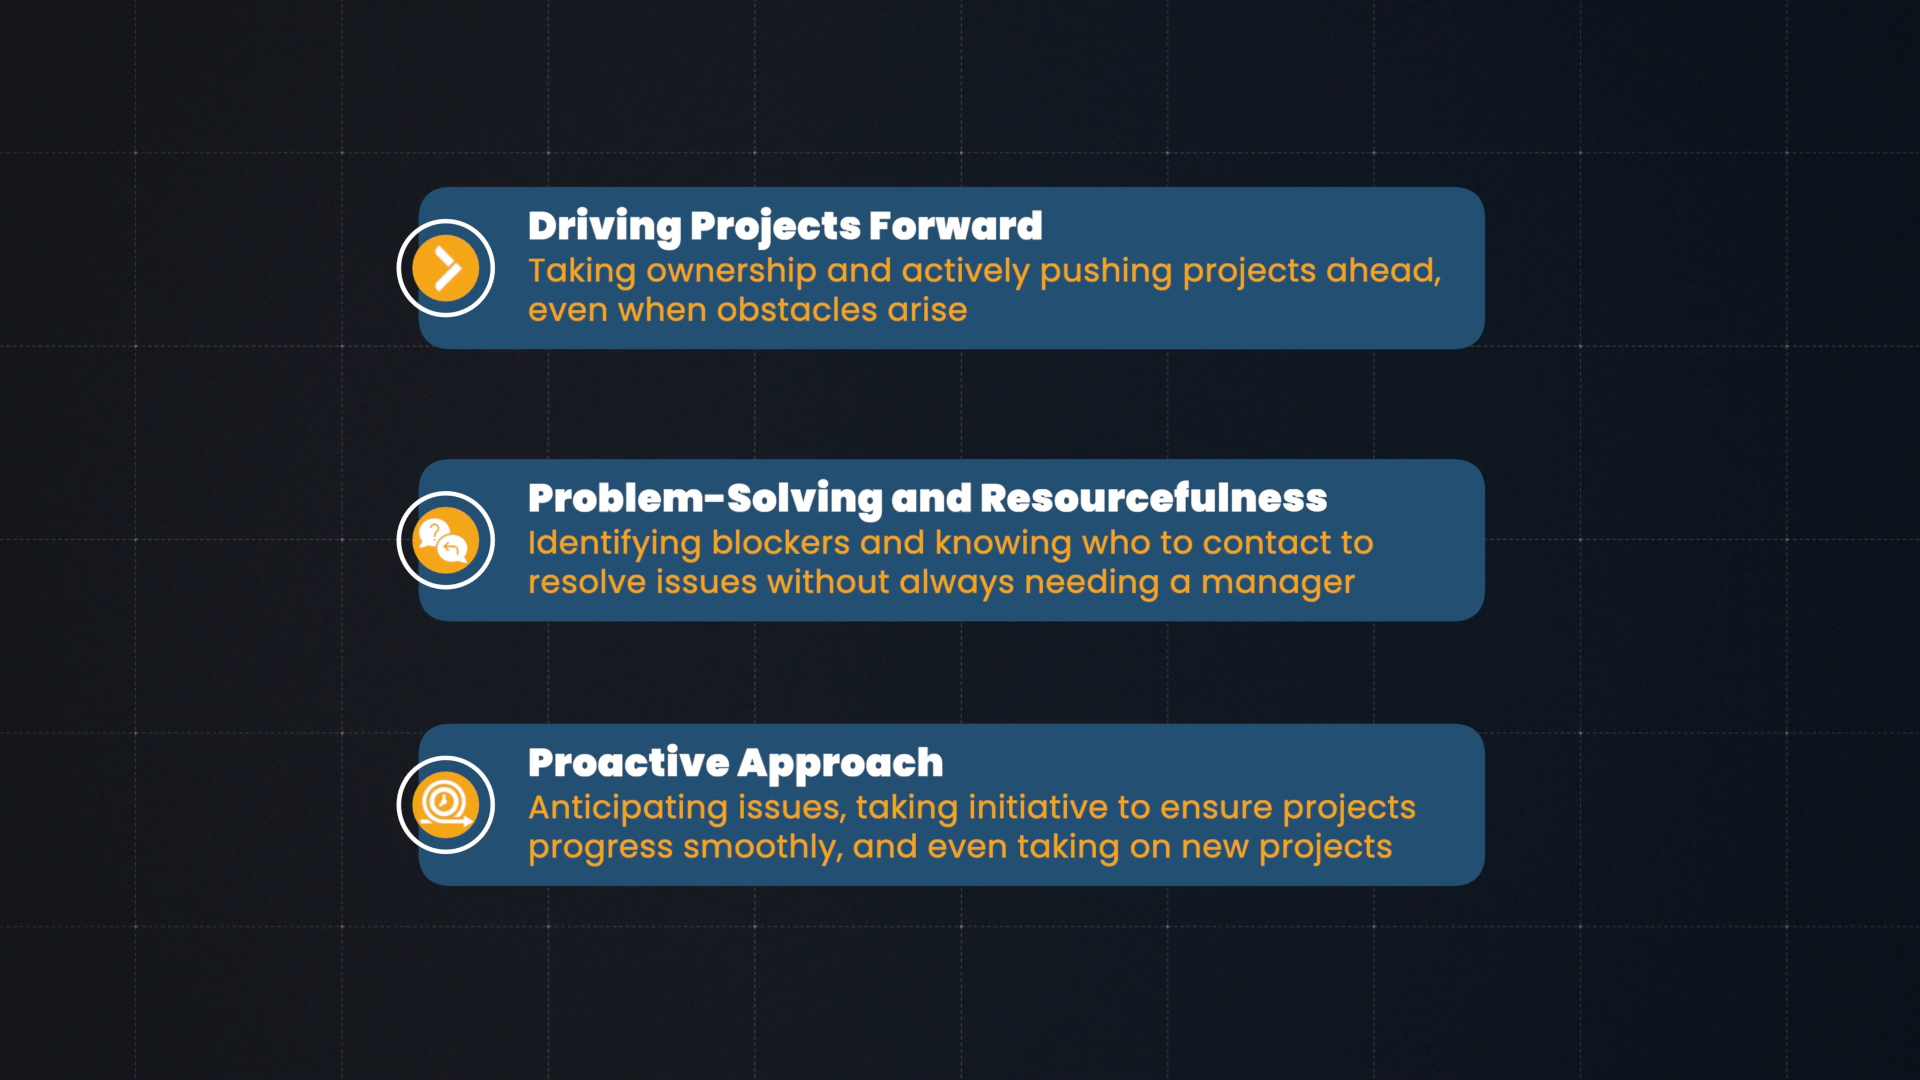 Driving Projects Forward
Taking ownership and actively pushing projects ahead,
even when obstacles arise
Problem-Solving and Resourcefulness
Identifying blockers and knowing who to contact to
resolve issues without always needing a manager
Proactive Approach
Anticipating issues, taking initiative to ensure projects
progress smoothly, and even taking on new projects